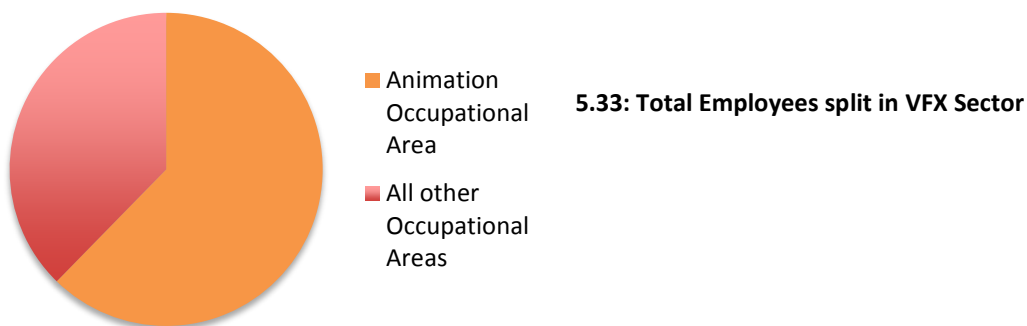 Animation
Occupational
Area
All other
Occupational
Areas
5.33: Total Employees split in VFX Sector